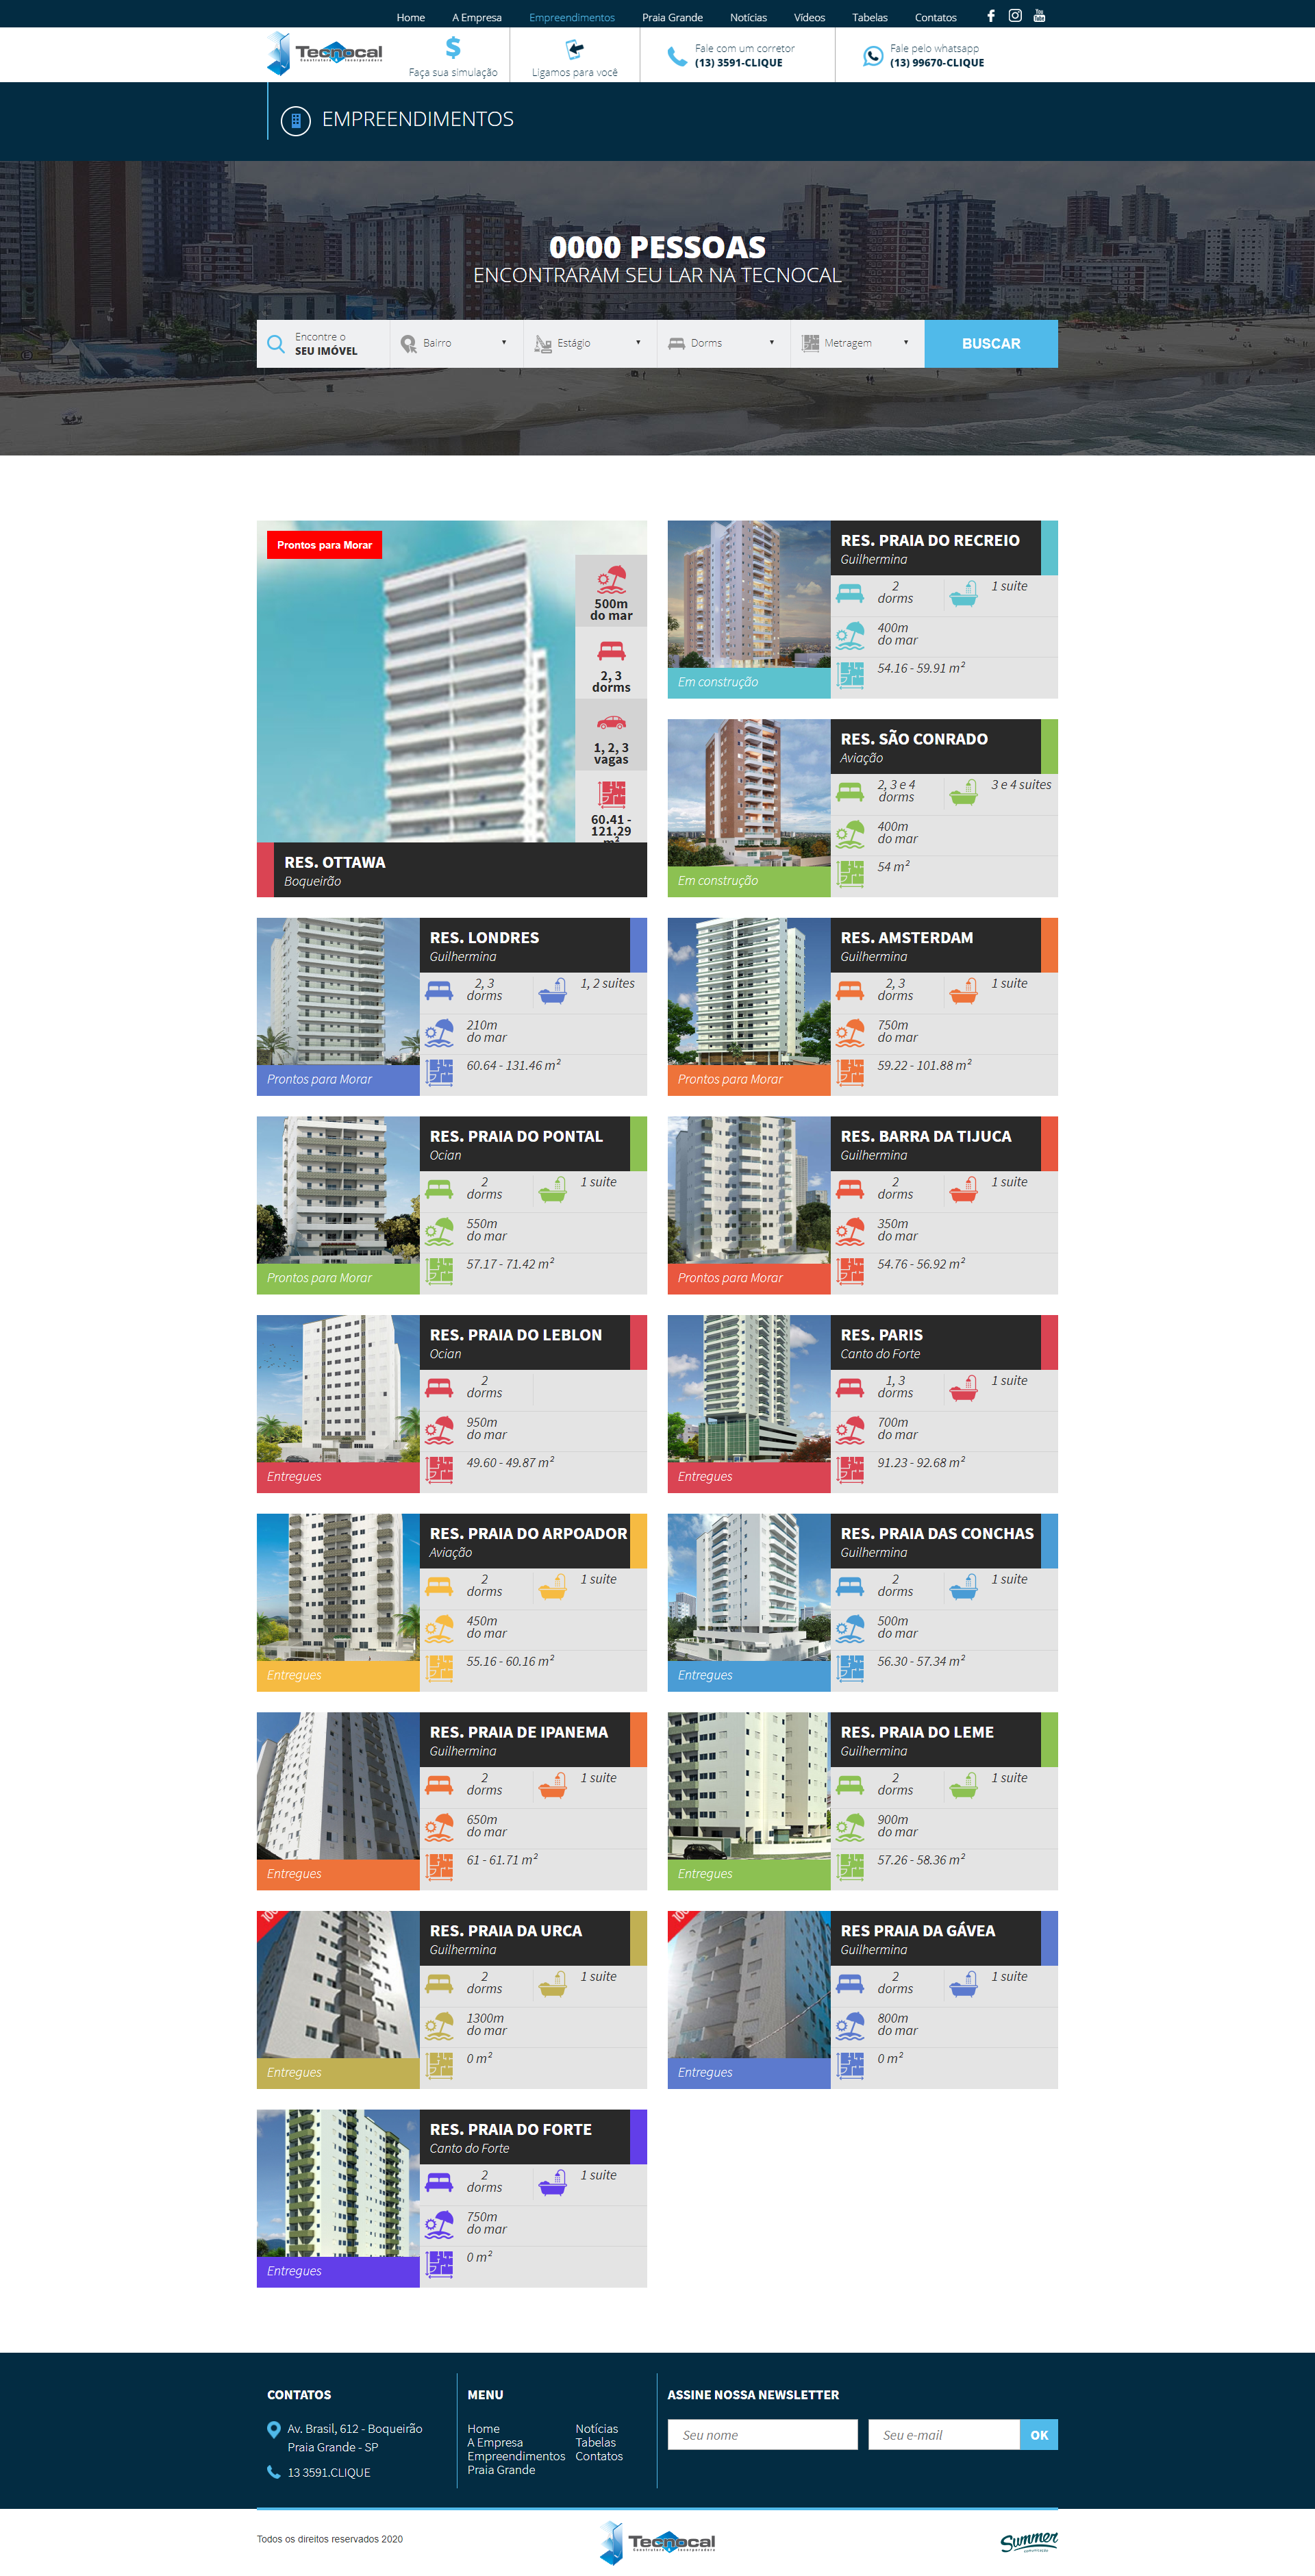 Home A Empresa Empreendimentos Praia Grande Notícias Vídeos Tabelas Contatos
You
Tecnocal
Construtora e Incorporadora
$
Faça sua simulação
Ligamos para você
Fale com um corretor
(13) 3591-CLIQUE
Fale pelo whatsapp
(13) 99670-CLIQUE
EMPREENDIMENTOS
0000 PESSOAS
ENCONTRARAM SEU LAR NA TECNOCAL
Encontre o
SEU IMÓVEL
Bairro
Estágio
Dorms
Metragem
BUSCAR
Prontos para Morar
500m
do mar
2, 3
dorms
1, 2, 3
vagas
60.41 -
121.29
m²
RES. OTTAWA
Boqueirão
RES. PRAIA DO RECREIO
Guilhermina
2
dorms
1 suite
400m
do mar
54.16 - 59.91 m²
Em construção
RES. SÃO CONRADO
Aviação
2, 3 e 4
dorms
3 e 4 suites
400m
do mar
54 m²
Em construção
RES. LONDRES
Guilhermina
2, 3
dorms
1, 2 suites
210m
do mar
60.64 - 131.46 m²
Prontos para Morar
RES. AMSTERDAM
Guilhermina
2, 3
dorms
1 suite
750m
do mar
59.22 - 101.88 m²
Prontos para Morar
RES. PRAIA DO PONTAL
Ocian
2
dorms
1 suite
550m
do mar
57.17 - 71.42 m²
Prontos para Morar
RES. BARRA DA TIJUCA
Guilhermina
2
dorms
1 suite
350m
do mar
54.76 - 56.92 m²
Prontos para Morar
RES. PRAIA DO LEBLON
Ocian
2
dorms
950m
do mar
49.60 - 49.87 m²
Entregues
RES. PARIS
Canto do Forte
1, 3
dorms
1 suite
700m
do mar
91.23 - 92.68 m²
Entregues
RES. PRAIA DO ARPOADOR
Aviação
2
dorms
1 suite
450m
do mar
55.16 - 60.16 m²
Entregues
RES. PRAIA DAS CONCHAS
Guilhermina
2
dorms
1 suite
500m
do mar
56.30 - 57.34 m²
Entregues
RES. PRAIA DE IPANEMA
Guilhermina
2
dorms
1 suite
650m
do mar
61 - 61.71 m²
Entregues
RES. PRAIA DO LEME
Guilhermina
2
dorms
1 suite
900m
do mar
57.26 - 58.36 m²
Entregues
RES. PRAIA DA URCA
Guilhermina
2
dorms
1 suite
1300m
do mar
0 m²
Entregues
RES PRAIA DA GÁVEA
Guilhermina
2
dorms
1 suite
800m
do mar
0 m²
Entregues
RES. PRAIA DO FORTE
Canto do Forte
2
dorms
1 suite
750m
do mar
0 m²
Entregues
CONTATOS
Av. Brasil, 612 - Boqueirão
Praia Grande - SP
13 3591.CLIQUE
MENU
Home
A Empresa
Empreendimentos
Praia Grande
Notícias
Tabelas
Contatos
ASSINE NOSSA NEWSLETTER
Seu nome
Seu e-mail
OK
Todos os direitos reservados 2020
Tecnocal
Construtora e Incorporadora
Summer